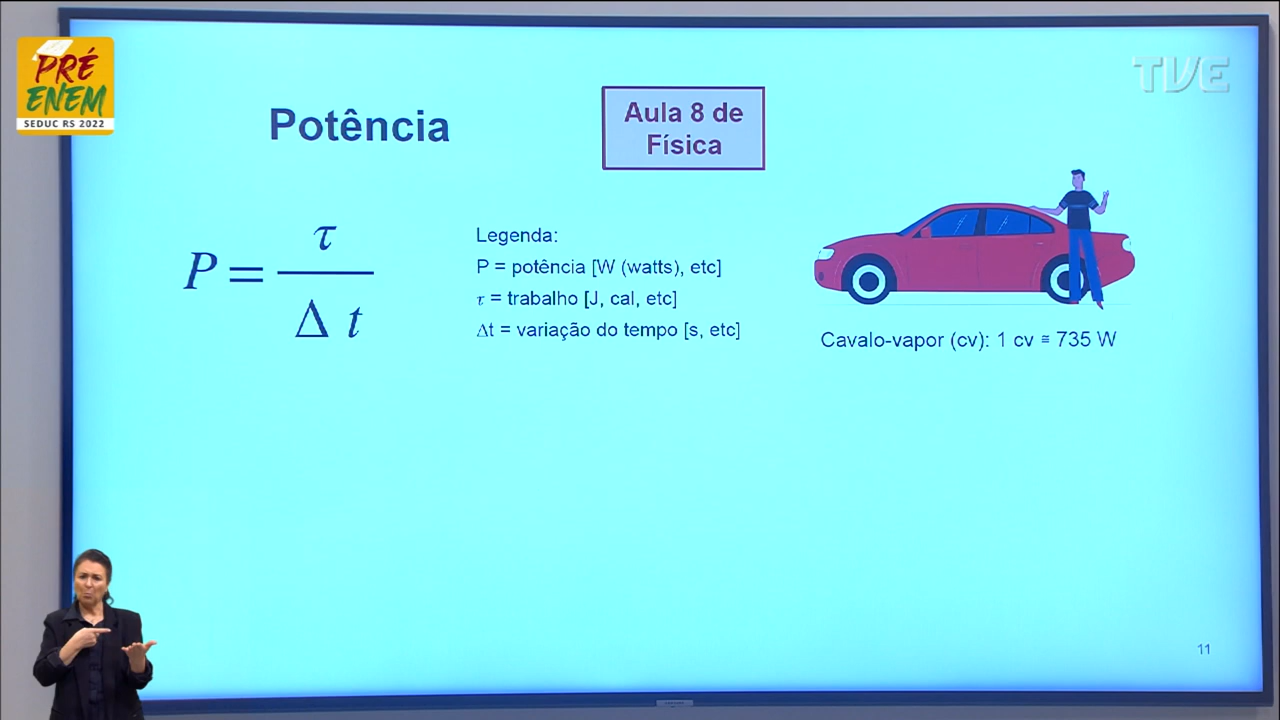 PRÉ
ENEM
SEDUC RS 2022
TVE
Potência
Aula 8 de
Física
P = τ / Δ t
Legenda:
P = potência [W (watts), etc]
τ = trabalho [J, cal, etc]
Δt = variação do tempo [s, etc]
Cavalo-vapor (cv): 1 cv ≅ 735 W
11